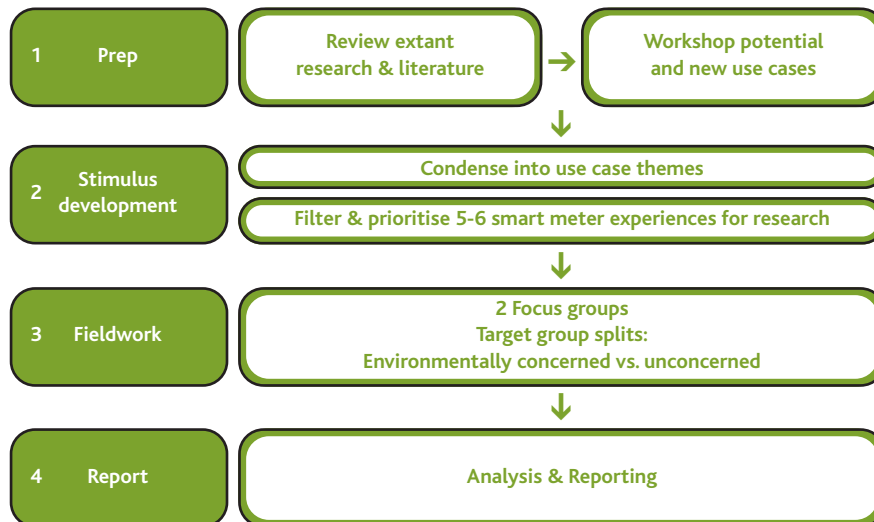 1 Prep
Review extant
research & literature
Workshop potential
and new use cases
2 Stimulus
development
Condense into use case themes
Filter & prioritise 5-6 smart meter experiences for research
3 Fieldwork
2 Focus groups
Target group splits:
Environmentally concerned vs. unconcerned
4 Report
Analysis & Reporting